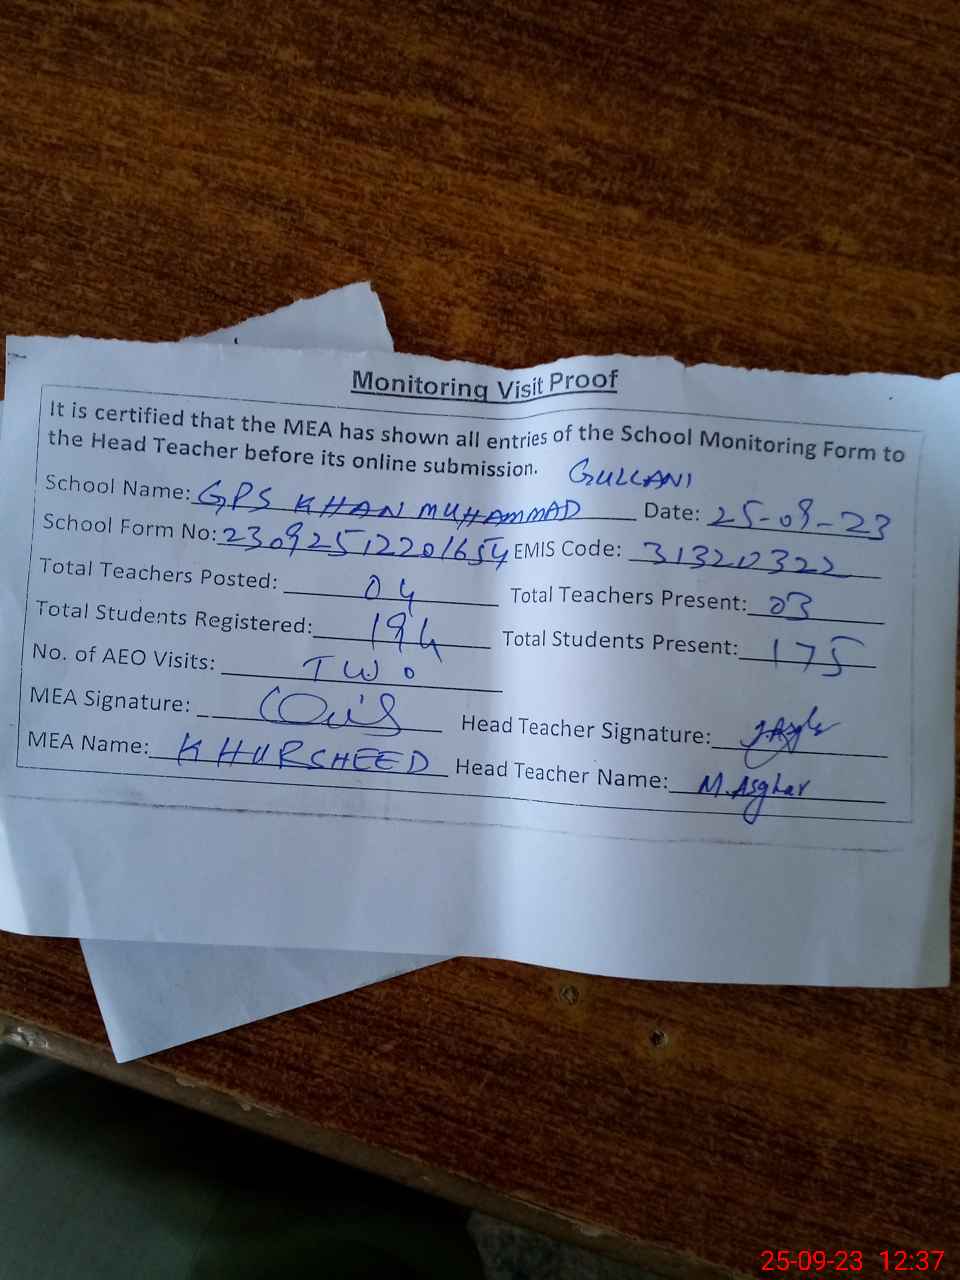 Monitoring Visit Proof
It is certified that the MEA has shown all entries of the School Monitoring Form to
the Head Teacher before its online submission.
GULLANI
School Name: GPS KHAN MUHAMMAD Date: 25-09-23
School Form No: 23092512201654 EMIS Code: 31320322
Total Teachers Posted: 04 Total Teachers Present: 03
Total Students Registered: 194 Total Students Present: 175
No. of AEO Visits: TWO
MEA Signature: Head Teacher Signature:
MEA Name: KHURSHEED Head Teacher Name: M. Asghar
25-09-23 12:37